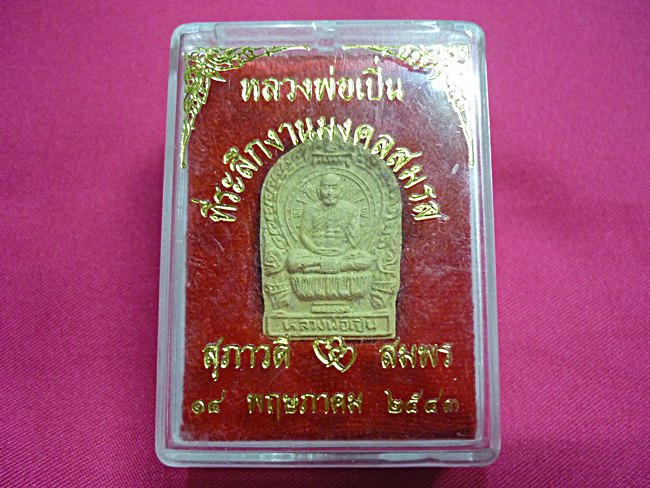 หลวงพ่อเปิ่น
ที่ระลึกงานมงคลสมรส
หลวงพ่อเปิ่น
สุภาวดี สมพร
๑๔ พฤษภาคม ๒๕๔๓